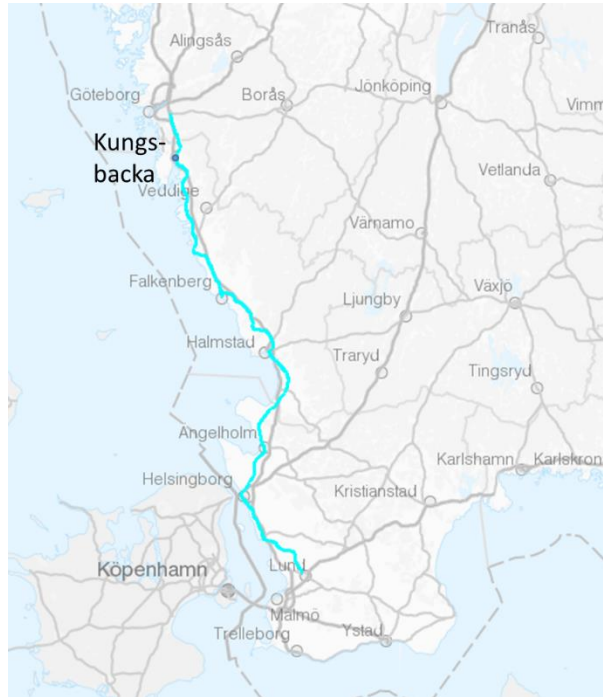 Tranås
Alingsås
Jönköping
Göteborg
Borås
Vimm
Kungs-
backa
Vetlanda
Veddige
Värnamo
Falkenberg
Växjö
Ljungby
Halmstad
Traryd
Tingsryd
Ängelholm
Karlshamn
Karlskron
Helsingborg
Kristianstad
Lund
Köpenhamn
Malmö
Trelleborg
Ystad